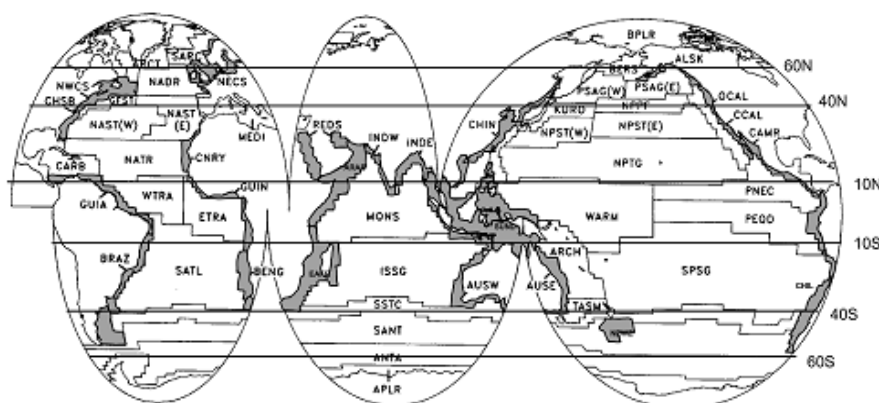 BPLR
ARCT SARC ALSK
NWCS NADR NECS BERS 60N
CHSB GFST PSAG(W) PSAG(E) OCAL
KURO NPPF 40N
NAST(W) NAST (E) MEDI REDS CHIN NPST(W) NPST(E) CCAL
INDW INDE CAMR
CARB NATR CNRY ARAB NPTG
GUIN 10N
GUIA WTRA ETRA MONS WARM PNEC
PEQD
10S
BRAZ SATL BENG ISSG AUSW AUSE ARCH SPSG CHIL
SSTC TASM 40S
SANT
ANTA 60S
APLR